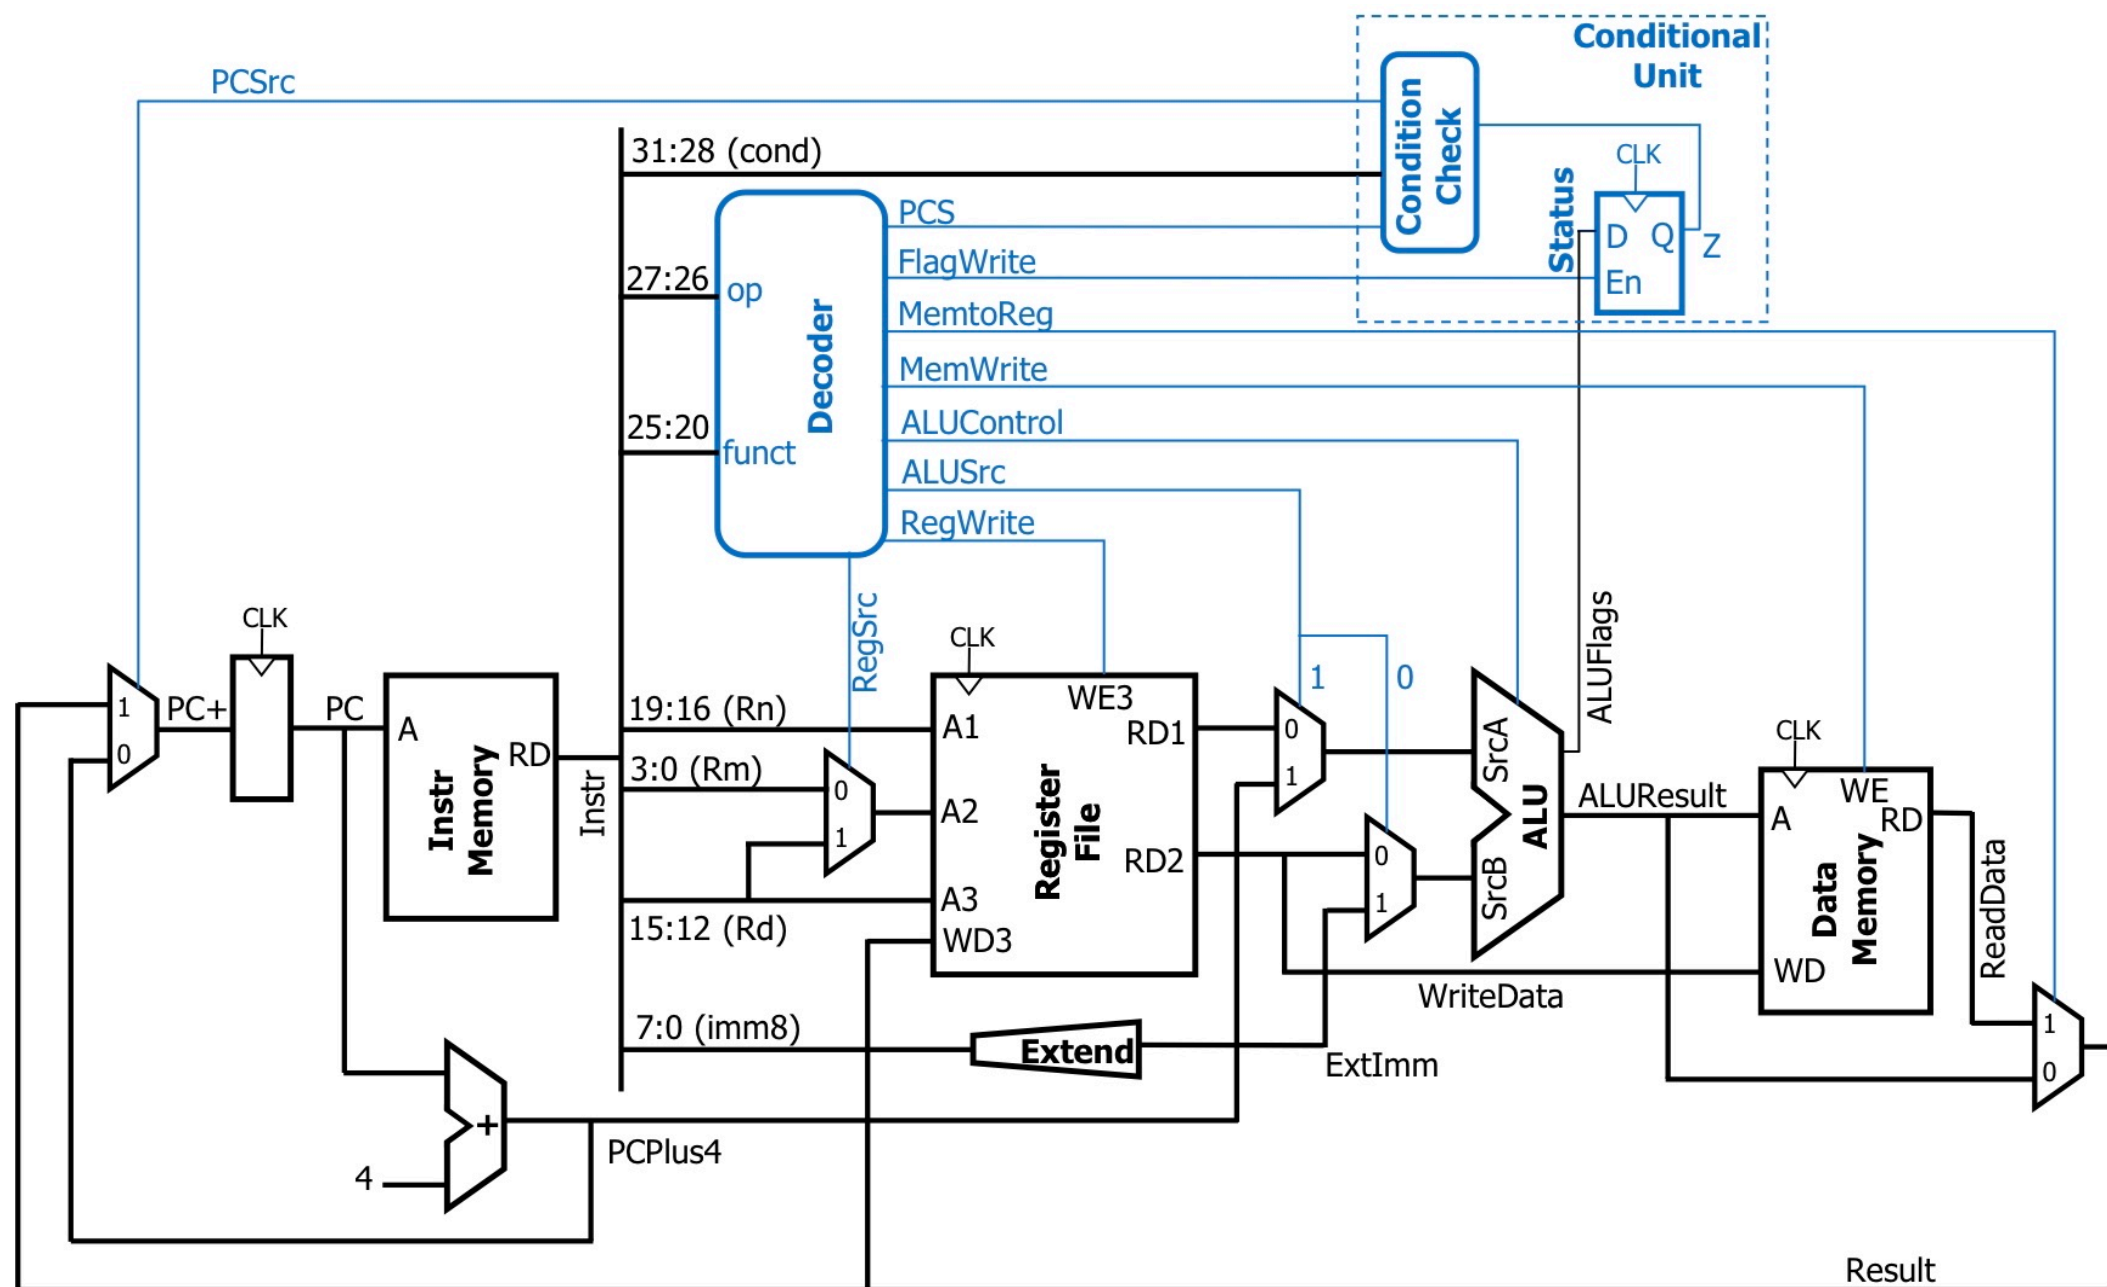 Conditional
Unit
PCSrc
Condition
Check
31:28 (cond)
CLK
Status
D
Q
Z
En
PCS
FlagWrite
MemtoReg
MemWrite
ALUControl
ALUSrc
RegWrite
27:26
op
Decoder
25:20
funct
RegSrc
ALUFlags
CLK
CLK
1
0
1
0
PC+
PC
A
RD
Instr
Memory
Instr
19:16 (Rn)
3:0 (Rm)
0
1
15:12 (Rd)
A1
A2
A3
WD3
WE3
RD1
RD2
Register
File
0
1
0
1
SrcA
SrcB
ALU
ALUResult
CLK
A
WE
RD
Data
Memory
WD
ReadData
WriteData
1
0
7:0 (imm8)
Extend
ExtImm
+
4
PCPlus4
Result